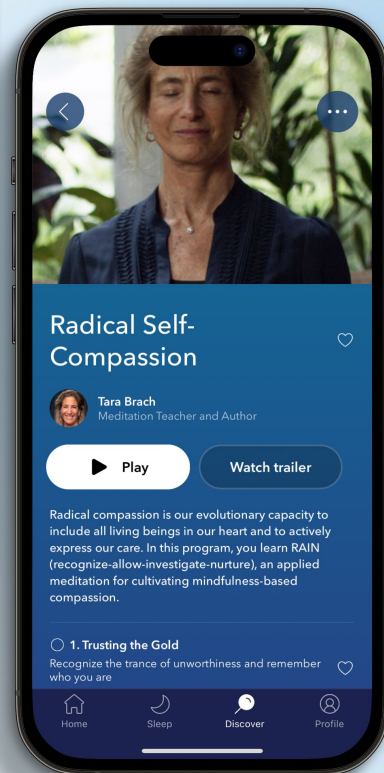 Radical Self-
Compassion
Tara Brach
Meditation Teacher and Author
Play
Watch trailer
Radical compassion is our evolutionary capacity to
include all living beings in our heart and to actively
express our care. In this program, you learn RAIN
(recognize-allow-investigate-nurture), an applied
meditation for cultivating mindfulness-based
compassion.
1. Trusting the Gold
Recognize the trance of unworthiness and remember
who you are
Home
Sleep
Discover
Profile